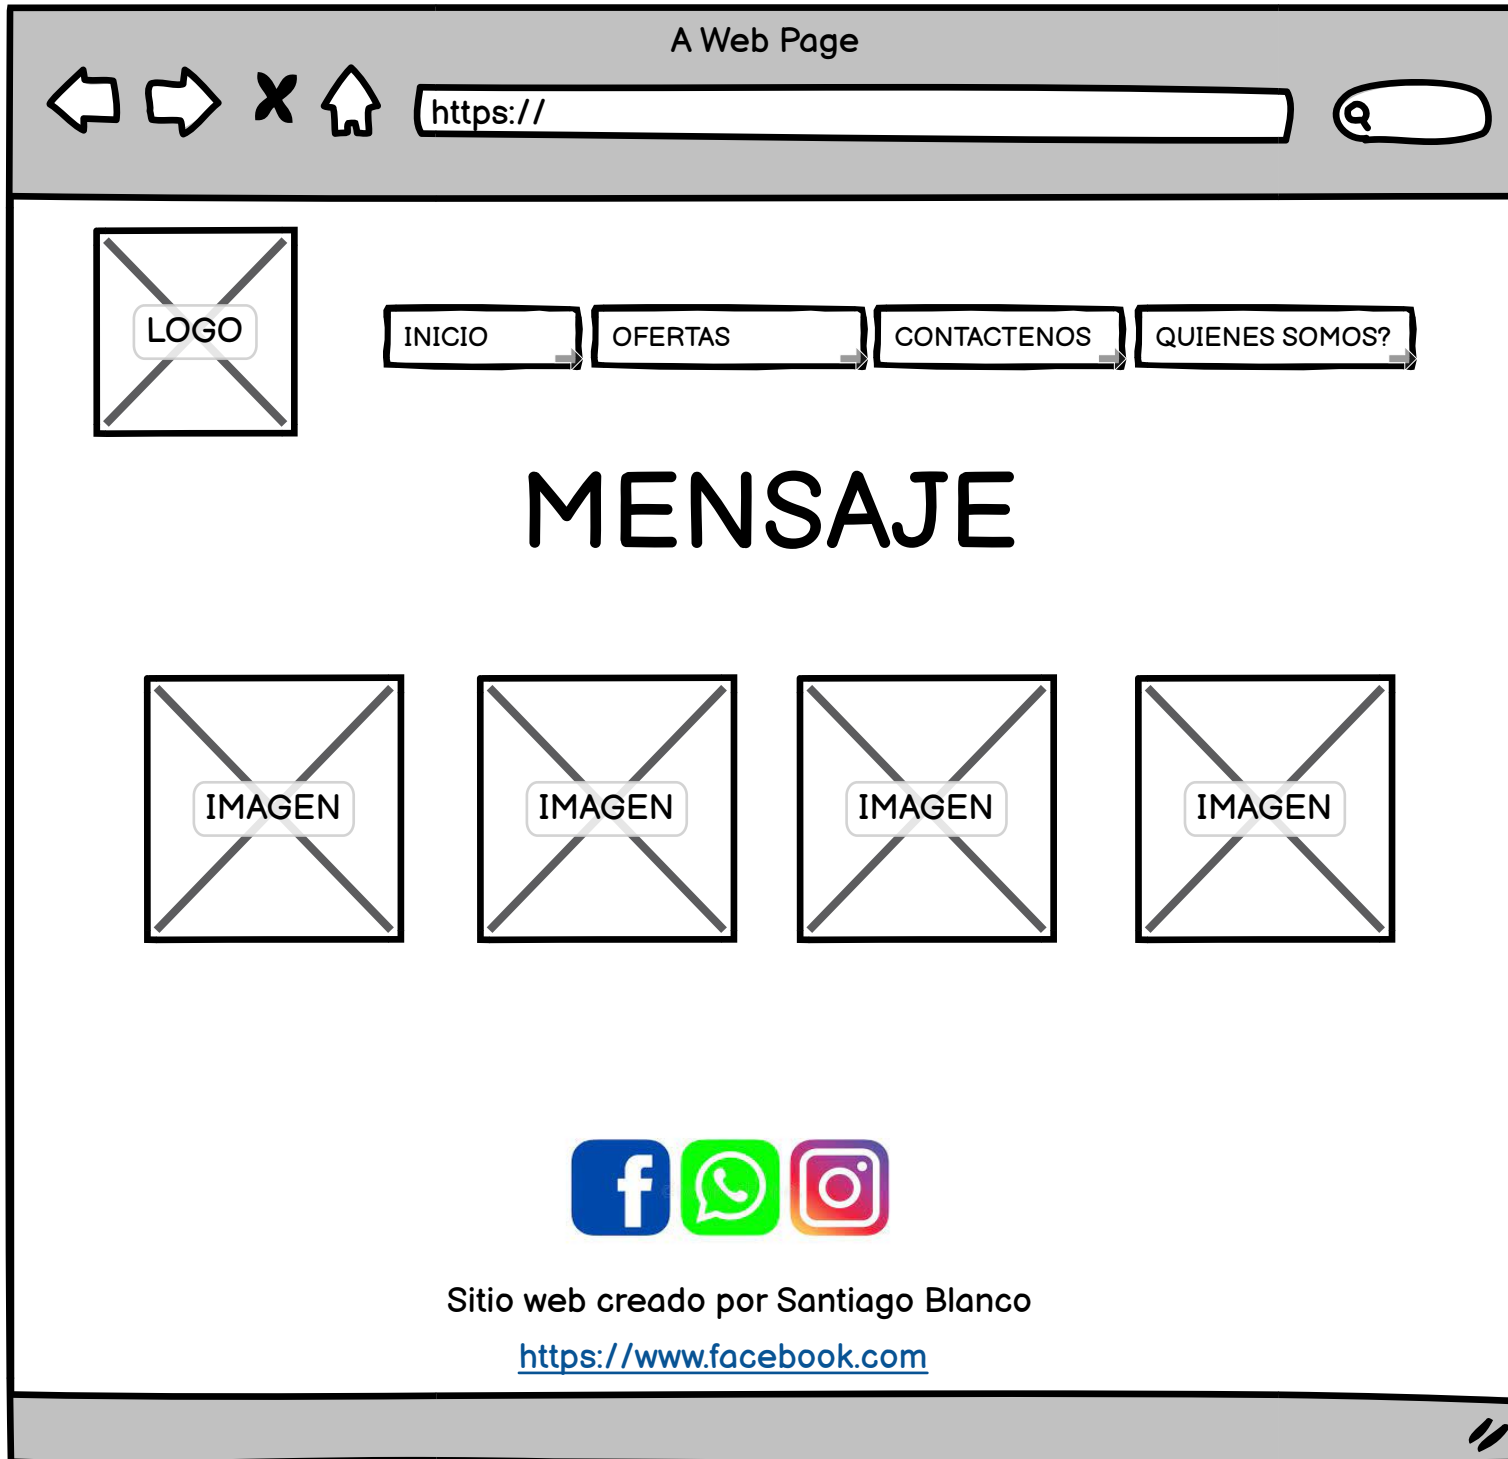 A Web Page
https://
LOGO
INICIO
OFERTAS
CONTACTENOS
QUIENES SOMOS?
MENSAJE
IMAGEN
IMAGEN
IMAGEN
IMAGEN
Sitio web creado por Santiago Blanco
https://www.facebook.com